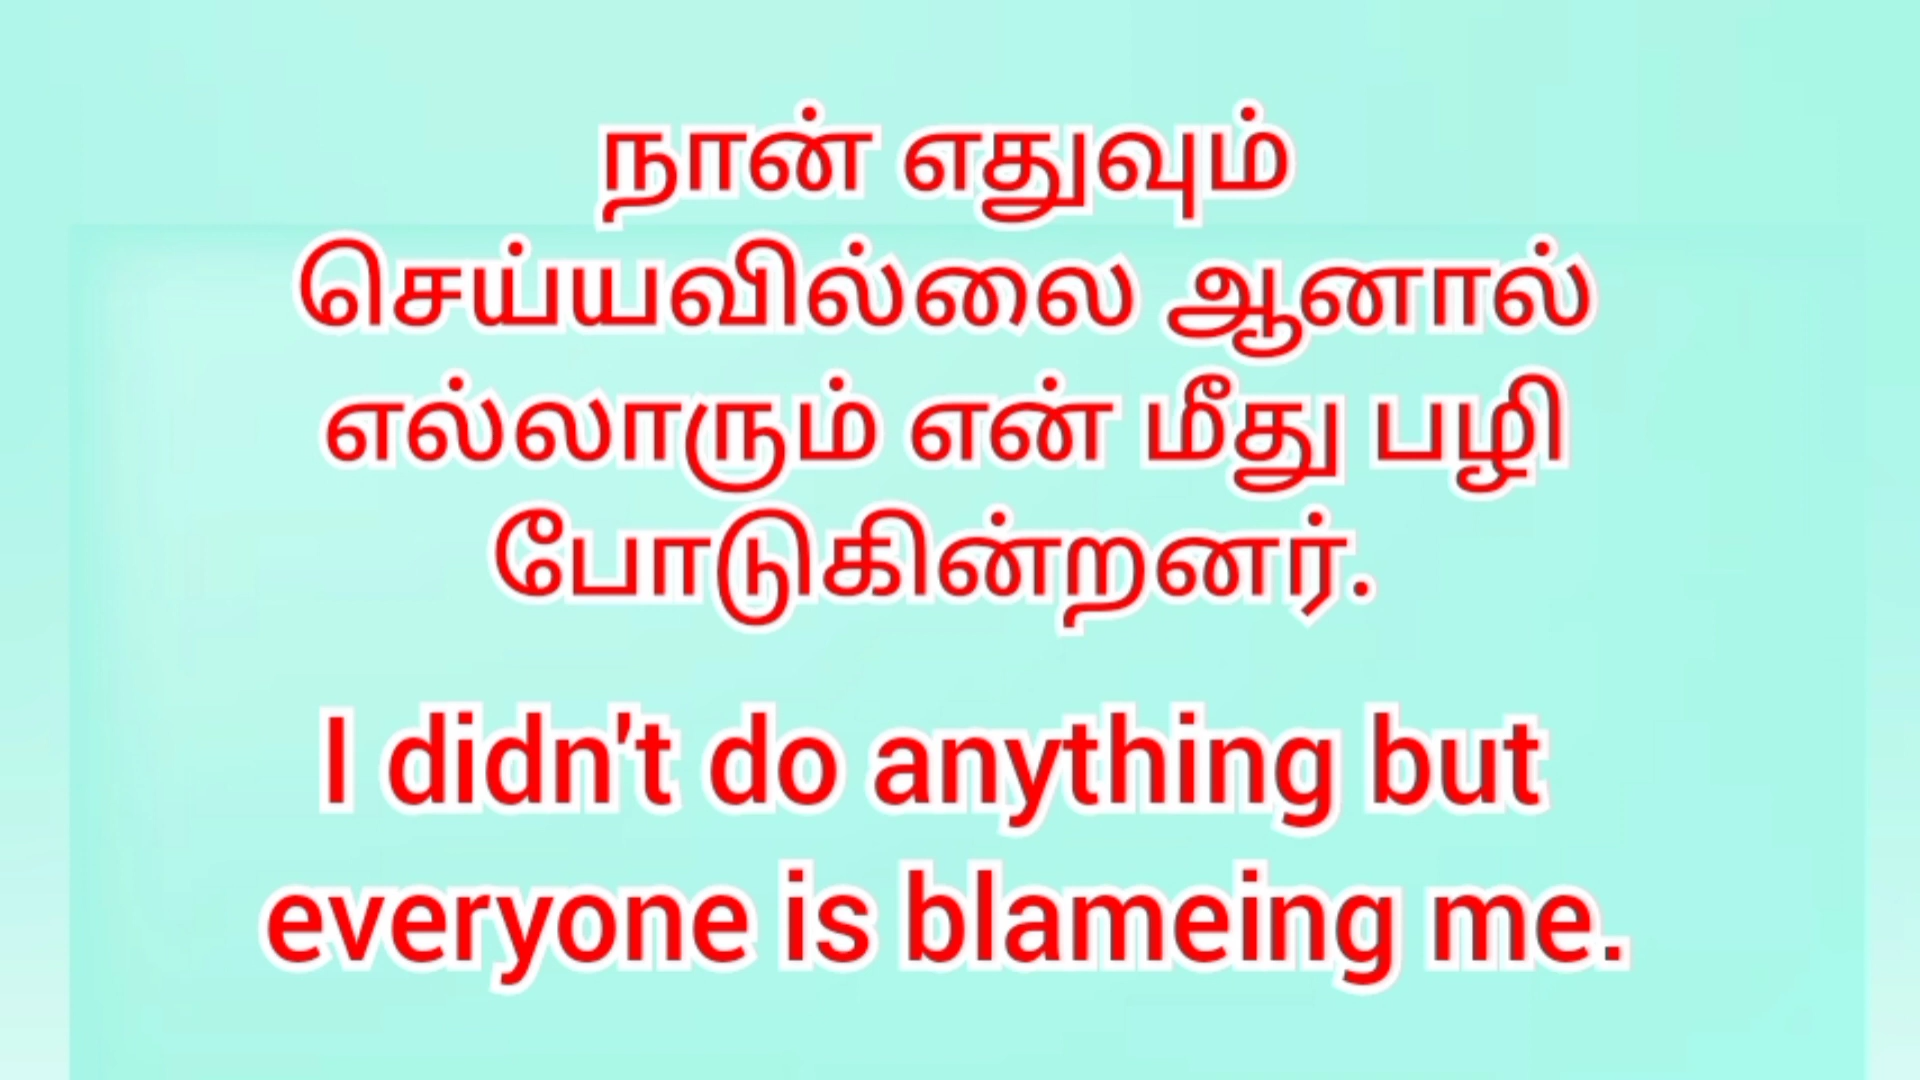 நான் எதுவும்
செய்யவில்லை ஆனால்
எல்லாரும் என் மீது பழி
போடுகின்றனர்.
I didn't do anything but
everyone is blameing me.